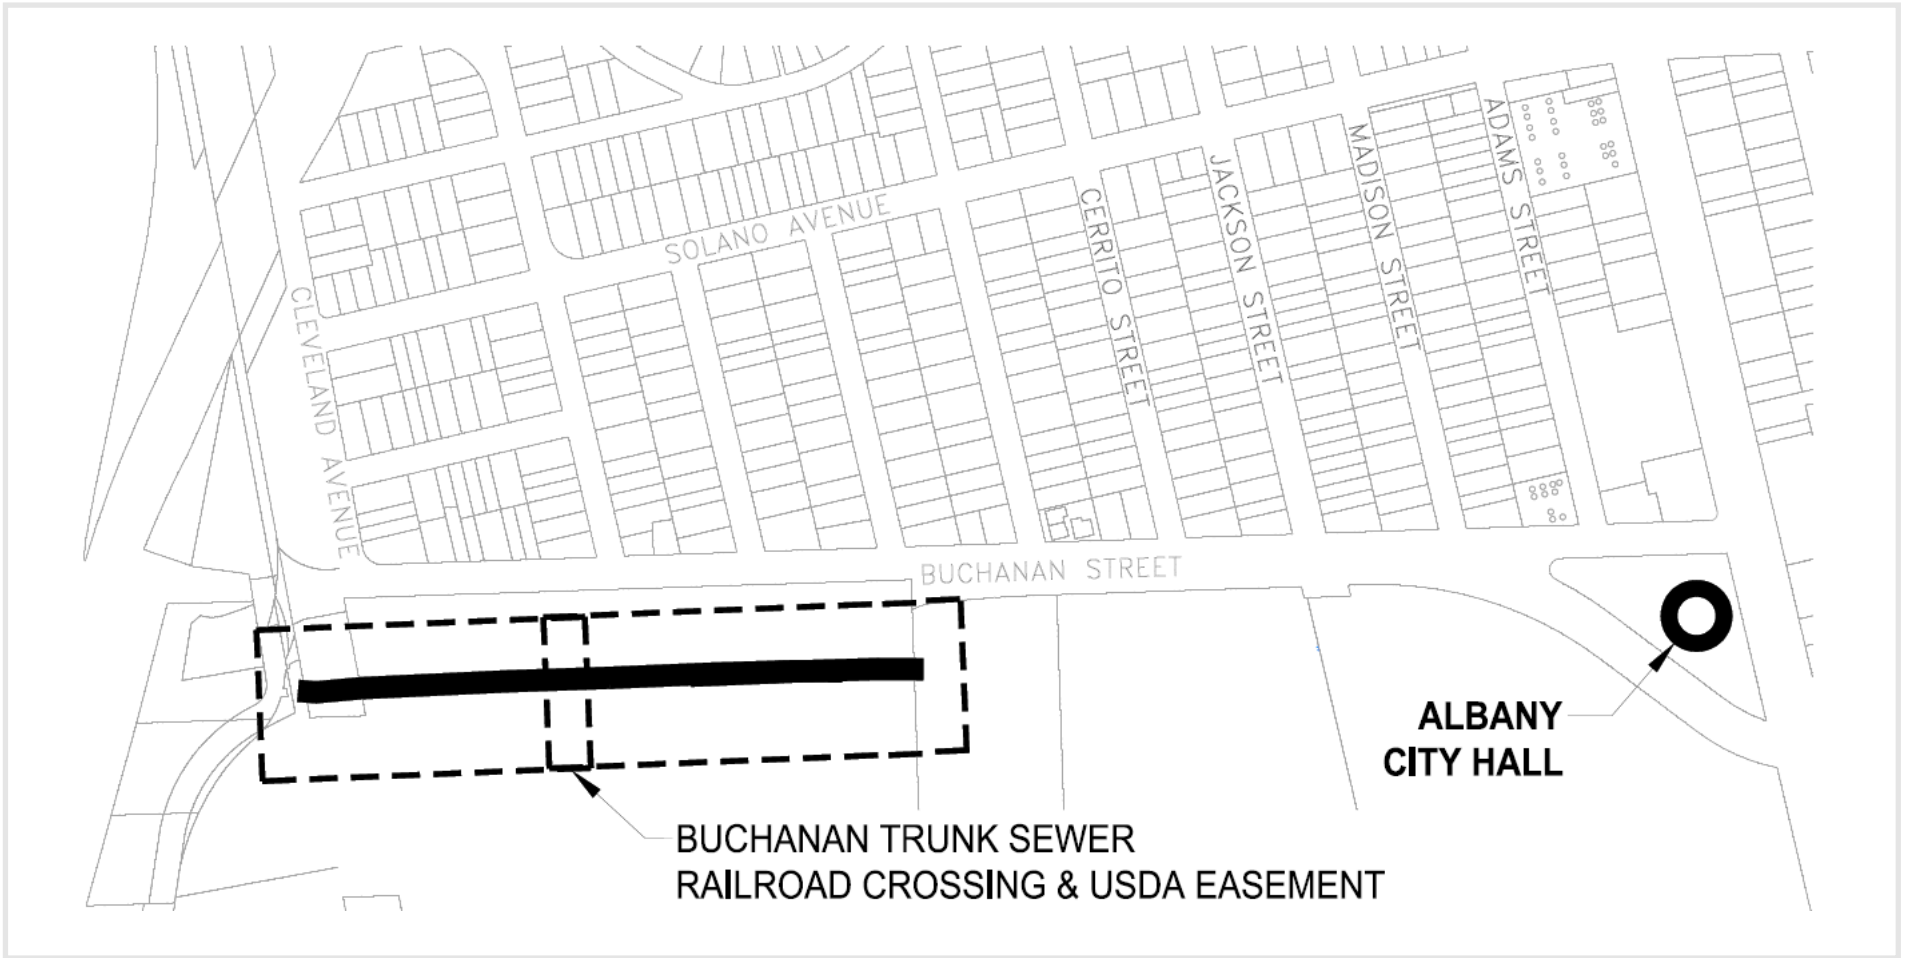 ADAMS STREET
MADISON STREET
JACKSON STREET
CERRITO STREET
SOLANO AVENUE
CLEVELAND AVENUE
BUCHANAN STREET
ALBANY
CITY HALL
BUCHANAN TRUNK SEWER
RAILROAD CROSSING & USDA EASEMENT